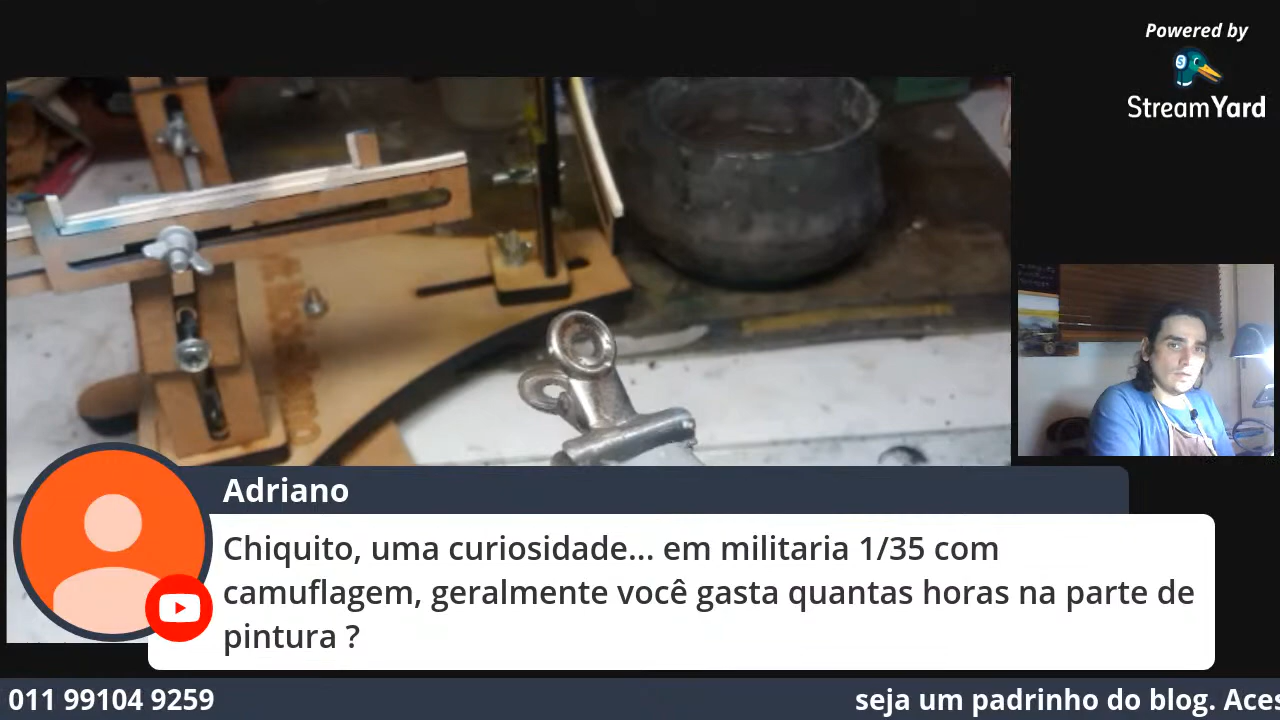 Powered by
StreamYard
Adriano
Chiquito, uma curiosidade... em militaria 1/35 com
camuflagem, geralmente você gasta quantas horas na parte de
pintura ?
011 99104 9259
seja um padrinho do blog. Aces